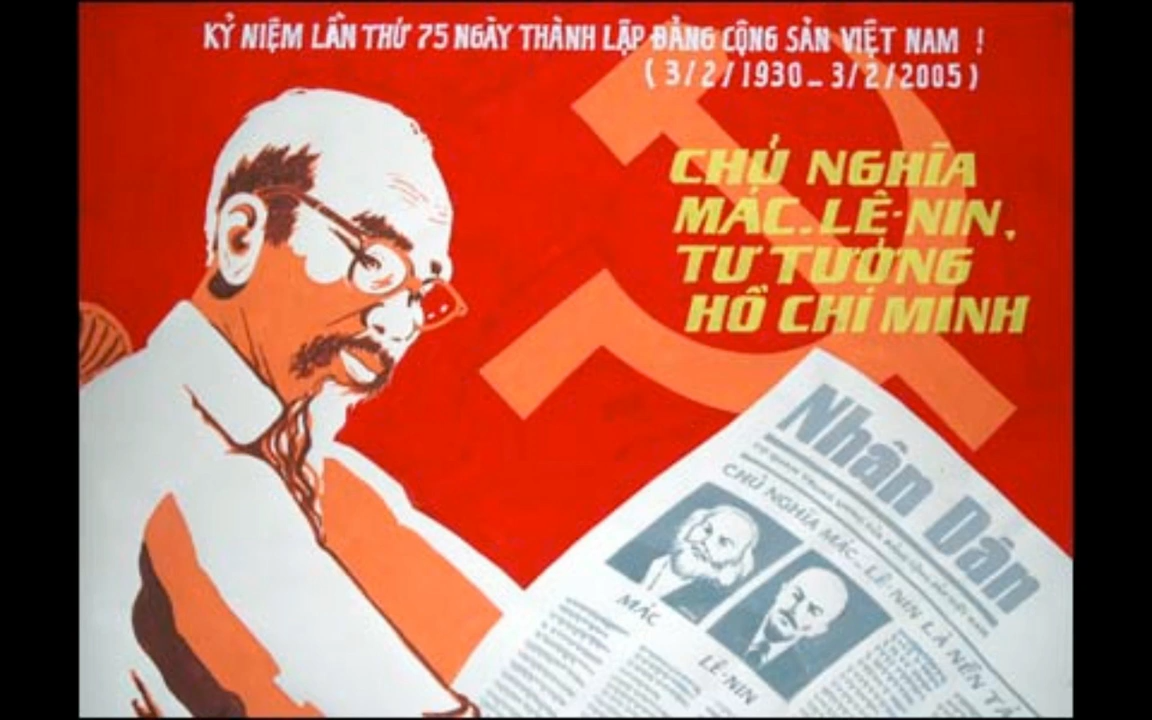 KỶ NIỆM LẦN THỨ 75 NGÀY THÀNH LẬP ĐẢNG CỘNG SẢN VIỆT NAM !
( 3/2/1930 _ 3/2/2005 )
CHỦ NGHĨA
MÁC. LÊ-NIN,
TƯ TƯỞNG
HỒ CHÍ MINH
Nhân Dân
CHỦ NGHĨA MÁC_ LÊ-NIN LÀ NỀN TẢ
MÁC
LÊ-NIN